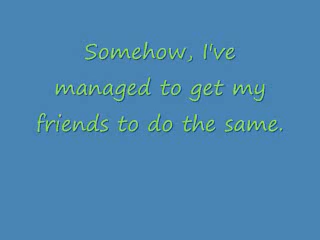 Somehow, I've
managed to get my
friends to do the same.